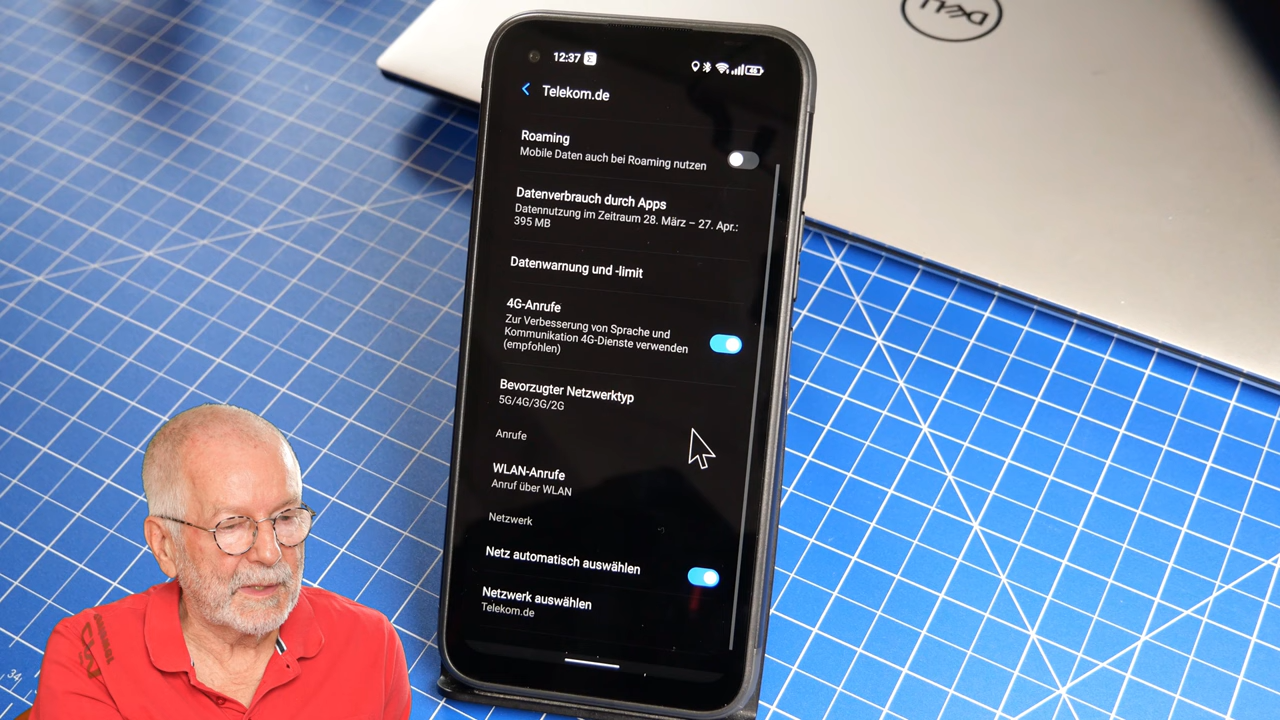 DELL
12:37
48
Telekom.de
Roaming
Mobile Daten auch bei Roaming nutzen
Datenverbrauch durch Apps
Datennutzung im Zeitraum 28. März – 27. Apr.:
395 MB
Datenwarnung und -limit
4G-Anrufe
Zur Verbesserung von Sprache und
Kommunikation 4G-Dienste verwenden
(empfohlen)
Bevorzugter Netzwerktyp
5G/4G/3G/2G
Anrufe
WLAN-Anrufe
Anruf über WLAN
Netzwerk
Netz automatisch auswählen
Netzwerk auswählen
Telekom.de
34